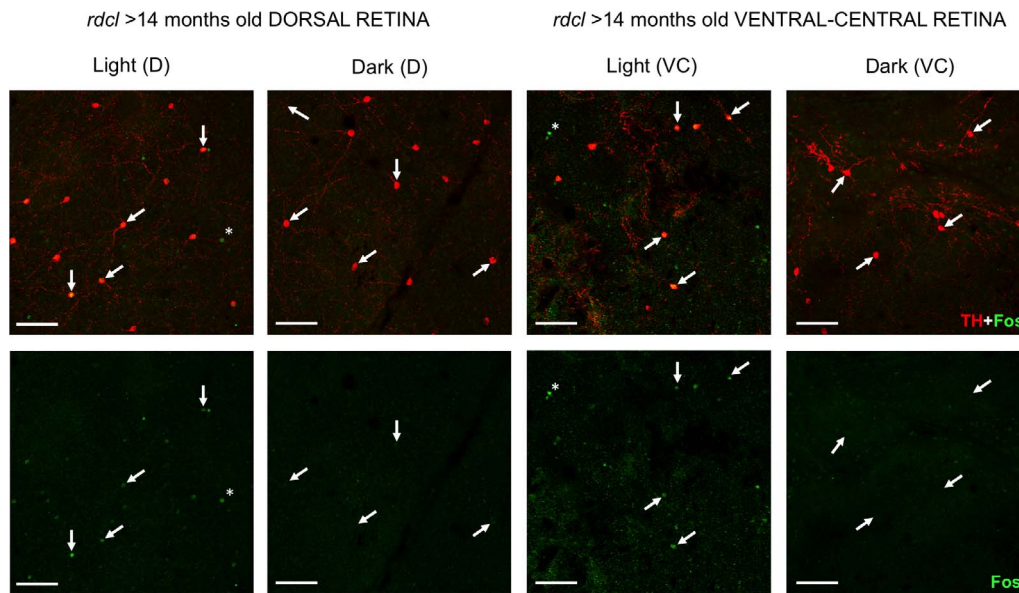 rdcl >14 months old DORSAL RETINA
rdcl >14 months old VENTRAL-CENTRAL RETINA
Light (D)
Dark (D)
Light (VC)
Dark (VC)
*
*
TH+Fos
*
*
Fos